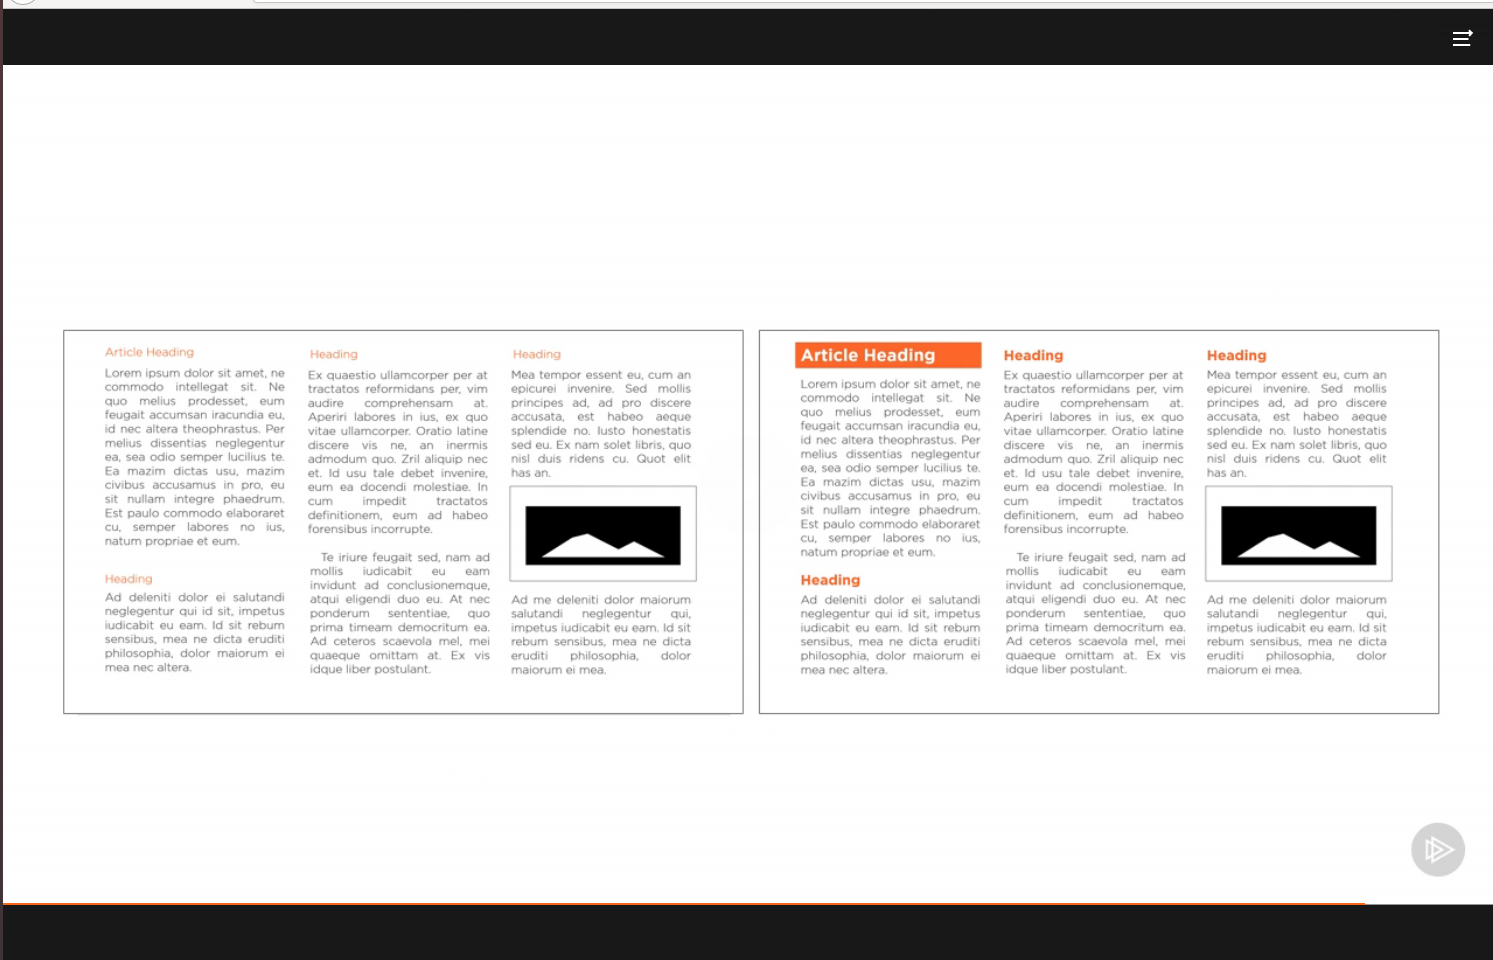 Article Heading
Lorem ipsum dolor sit amet, ne
commodo intellegat sit. Ne
quo melius prodesset, eum
feugait accumsan iracundia eu,
id nec altera theophrastus. Per
melius dissentias neglegentur
ea, sea odio semper lucilius te.
Ea mazim dictas usu, mazim
civibus accusamus in pro, eu
sit nullam integre phaedrum.
Est paulo commodo elaboraret
cu, semper labores no ius,
natum propriae et eum.
Heading
Ad deleniti dolor ei salutandi
neglegentur qui id sit, impetus
iudicabit eu eam. Id sit rebum
sensibus, mea ne dicta eruditi
philosophia, dolor maiorum ei
mea nec altera.
Heading
Ex quaestio ullamcorper per at
tractatos reformidans per, vim
audire comprehensam at.
Aperiri labores in ius, ex quo
vitae ullamcorper. Oratio latine
discere vis ne, an inermis
admodum quo. Zril aliquip nec
et. Id usu tale debet invenire,
eum ea docendi molestiae. In
cum impedit tractatos
definitionem, eum ad habeo
forensibus incorrupte.
Te iriure feugait sed, nam ad
mollis iudicabit eu eam
invidunt ad conclusionemque,
atqui eligendi duo eu. At nec
ponderum sententiae, quo
prima timeam democritum ea.
Ad ceteros scaevola mel, mei
quaeque omittam at. Ex vis
idque liber postulant.
Heading
Mea tempor essent eu, cum an
epicurei invenire. Sed mollis
principes ad, ad pro discere
accusata, est habeo aeque
splendide no. Iusto honestatis
sed eu. Ex nam solet libris, quo
nisl duis ridens cu. Quot elit
has an.
Ad me deleniti dolor maiorum
salutandi neglegentur qui,
impetus iudicabit eu eam. Id sit
rebum sensibus, mea ne dicta
eruditi philosophia, dolor
maiorum ei mea.
Article Heading
Lorem ipsum dolor sit amet, ne
commodo intellegat sit. Ne
quo melius prodesset, eum
feugait accumsan iracundia eu,
id nec altera theophrastus. Per
melius dissentias neglegentur
ea, sea odio semper lucilius te.
Ea mazim dictas usu, mazim
civibus accusamus in pro, eu
sit nullam integre phaedrum.
Est paulo commodo elaboraret
cu, semper labores no ius,
natum propriae et eum.
Heading
Ad deleniti dolor ei salutandi
neglegentur qui id sit, impetus
iudicabit eu eam. Id sit rebum
sensibus, mea ne dicta eruditi
philosophia, dolor maiorum ei
mea nec altera.
Heading
Ex quaestio ullamcorper per at
tractatos reformidans per, vim
audire comprehensam at.
Aperiri labores in ius, ex quo
vitae ullamcorper. Oratio latine
discere vis ne, an inermis
admodum quo. Zril aliquip nec
et. Id usu tale debet invenire,
eum ea docendi molestiae. In
cum impedit tractatos
definitionem, eum ad habeo
forensibus incorrupte.
Te iriure feugait sed, nam ad
mollis iudicabit eu eam
invidunt ad conclusionemque,
atqui eligendi duo eu. At nec
ponderum sententiae, quo
prima timeam democritum ea.
Ad ceteros scaevola mel, mei
quaeque omittam at. Ex vis
idque liber postulant.
Heading
Mea tempor essent eu, cum an
epicurei invenire. Sed mollis
principes ad, ad pro discere
accusata, est habeo aeque
splendide no. Iusto honestatis
sed eu. Ex nam solet libris, quo
nisl duis ridens cu. Quot elit
has an.
Ad me deleniti dolor maiorum
salutandi neglegentur qui,
impetus iudicabit eu eam. Id sit
rebum sensibus, mea ne dicta
eruditi philosophia, dolor
maiorum ei mea.